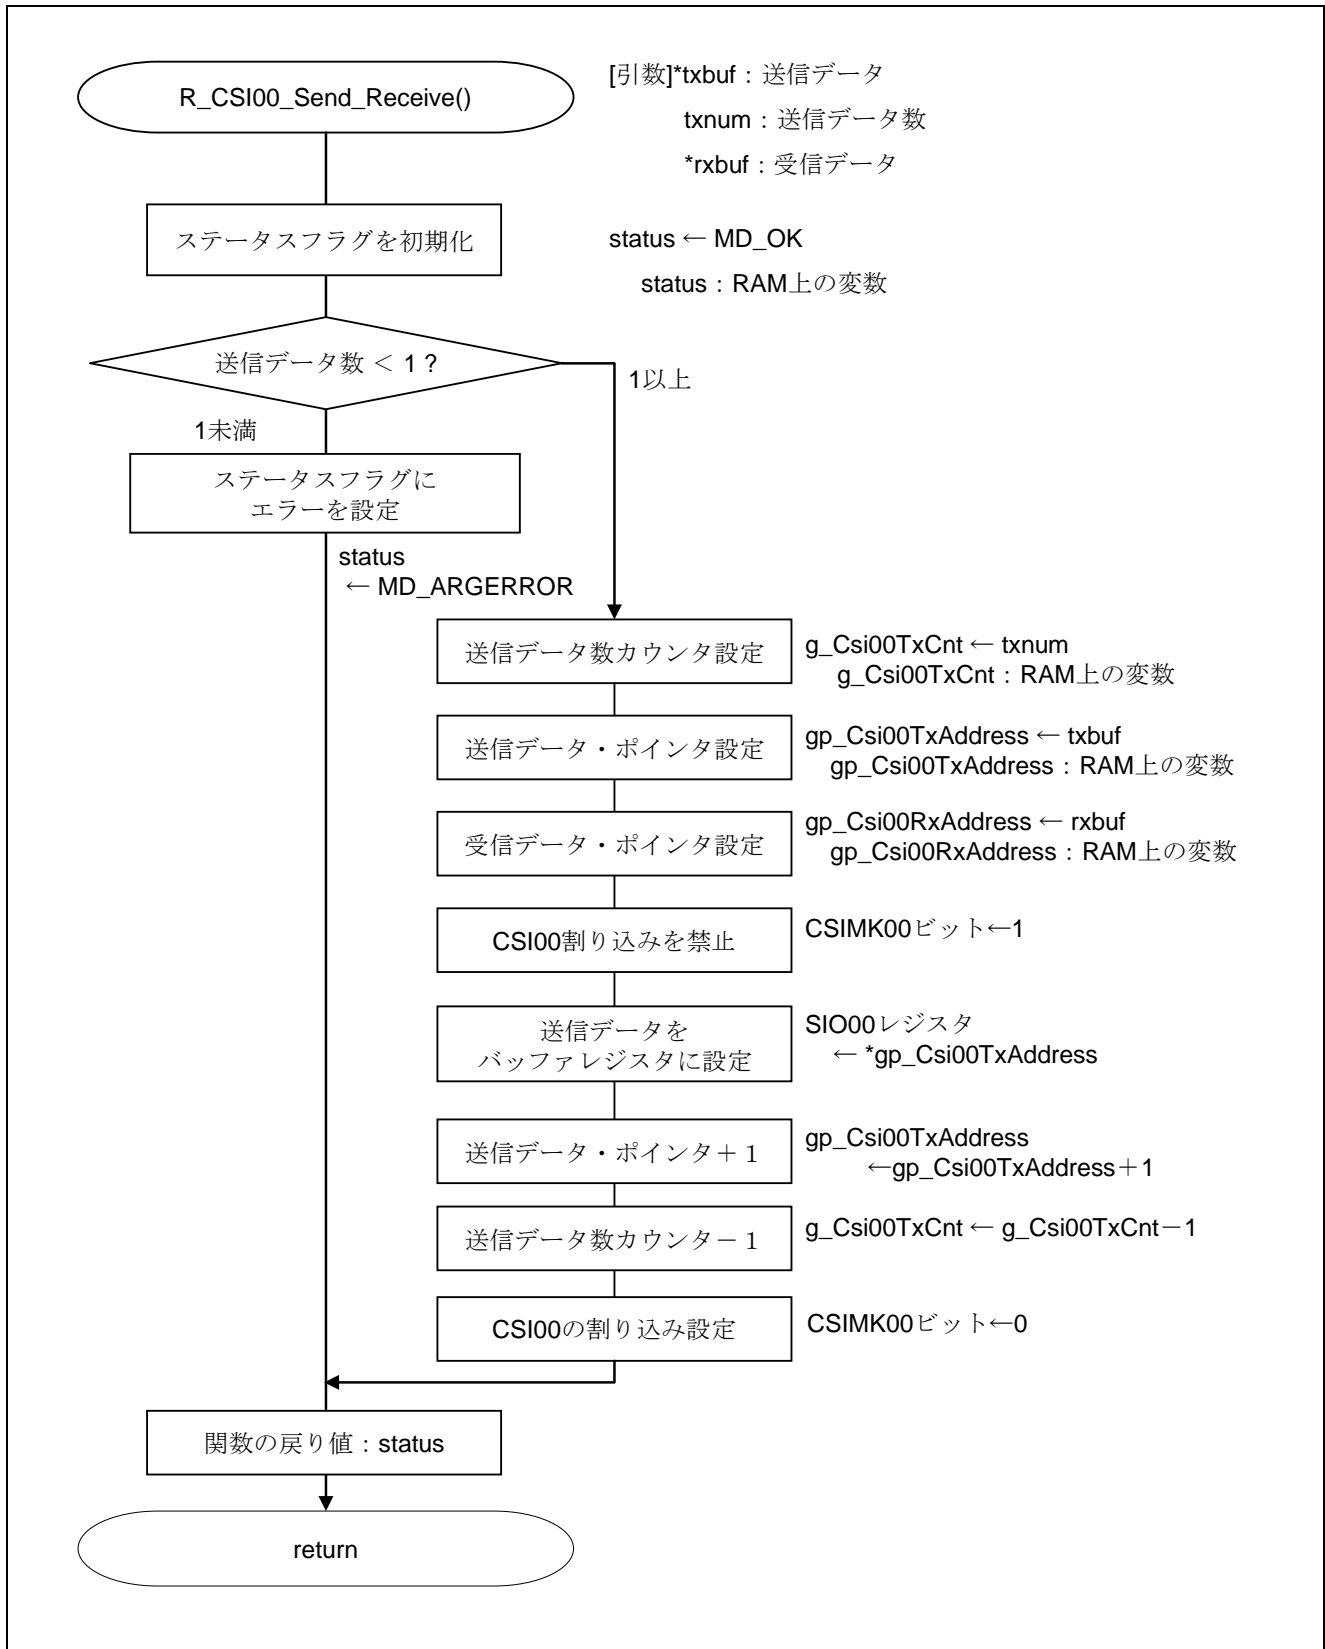 R_CSI00_Send_Receive()
[引数]*txbuf：送信データ
txnum：送信データ数
*rxbuf：受信データ
ステータスフラグを初期化
status ← MD_OK
status：RAM上の変数
送信データ数 ＜ 1 ?
1以上
1未満
ステータスフラグに
エラーを設定
status
← MD_ARGERROR
送信データ数カウンタ設定
g_Csi00TxCnt ← txnum
g_Csi00TxCnt：RAM上の変数
送信データ・ポインタ設定
gp_Csi00TxAddress ← txbuf
gp_Csi00TxAddress：RAM上の変数
受信データ・ポインタ設定
gp_Csi00RxAddress ← rxbuf
gp_Csi00RxAddress：RAM上の変数
CSI00割り込みを禁止
CSIMK00ビット←1
送信データを
バッファレジスタに設定
SIO00レジスタ
← *gp_Csi00TxAddress
送信データ・ポインタ＋１
gp_Csi00TxAddress
←gp_Csi00TxAddress＋1
送信データ数カウンタ－１
g_Csi00TxCnt ← g_Csi00TxCnt－1
CSI00の割り込み設定
CSIMK00ビット←0
関数の戻り値：status
return